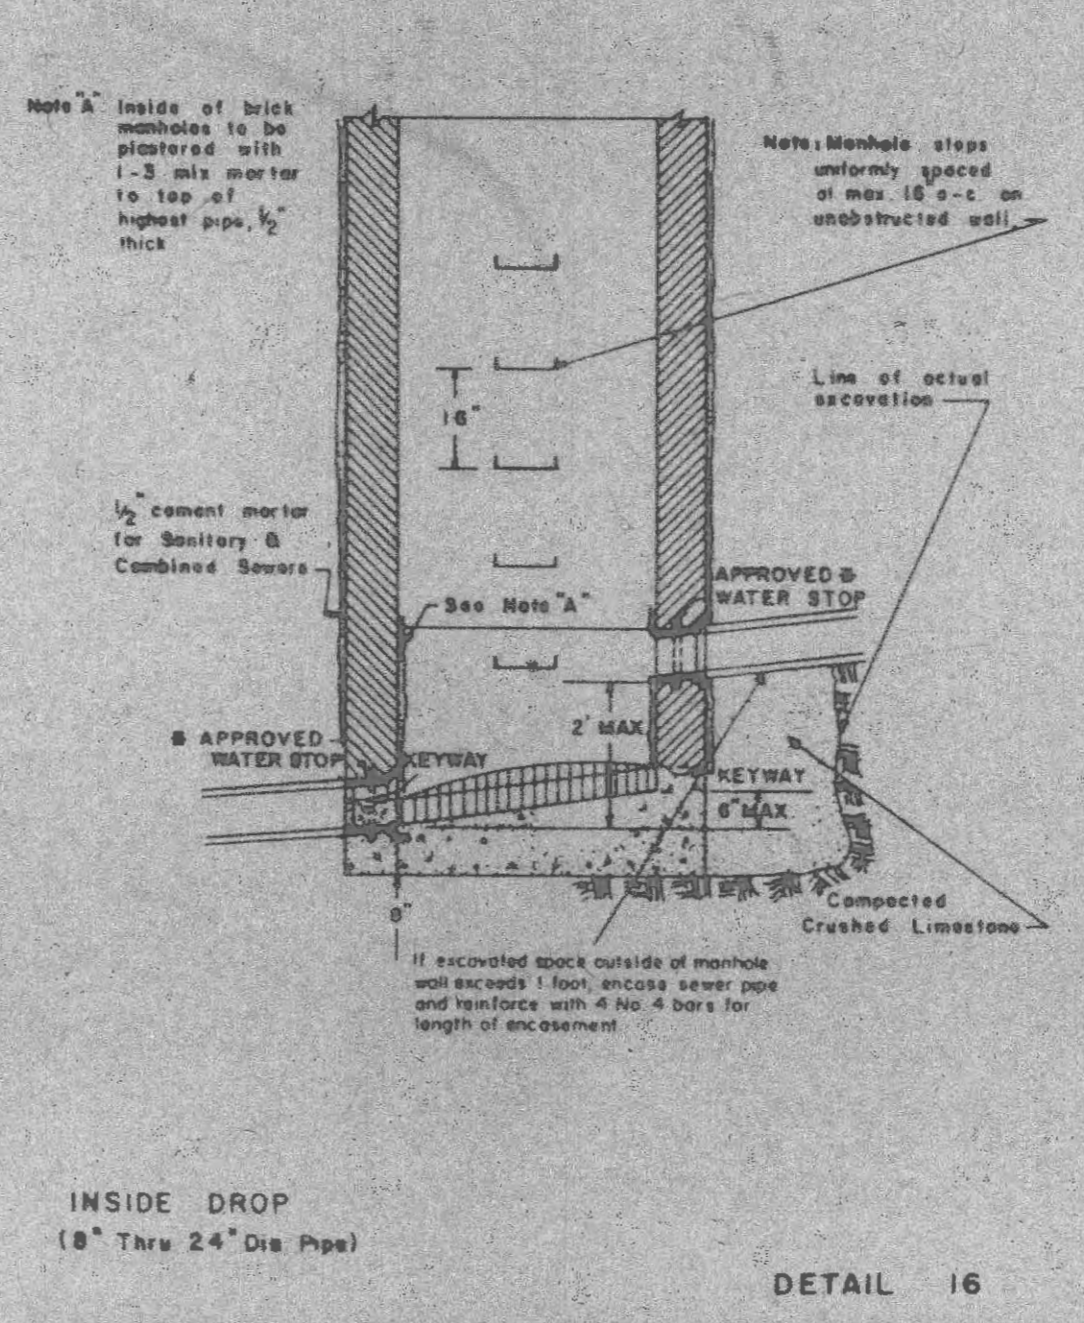 Note "A" Inside of brick
manholes to be
plastered with
1-3 mix mortar
to top of
highest pipe, 1/2"
thick
Note: Manhole steps
uniformly spaced
at max. 16" o-c on
unobstructed wall.
Line of actual
excavation
16"
1/2" cement mortar
for Sanitary &
Combined Sewers
See Note "A"
APPROVED
WATER STOP
2' MAX.
APPROVED
WATER STOP
KEYWAY
KEYWAY
6" MAX.
8"
Compacted
Crushed Limestone
If excavated space outside of manhole
wall exceeds 1 foot, encase sewer pipe
and reinforce with 4 No. 4 bars for
length of encasement
INSIDE DROP
(8" Thru 24" Dia Pipe)
DETAIL 16